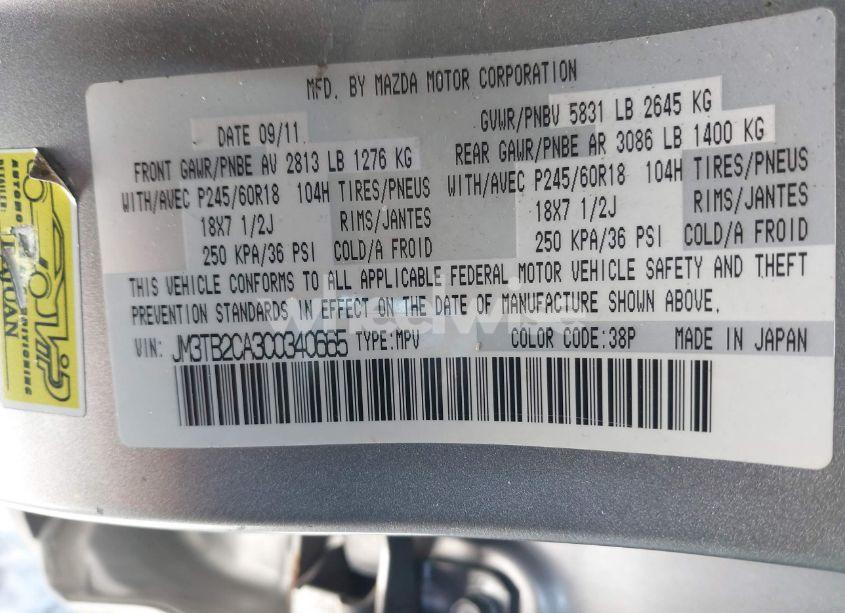 MFD. BY MAZDA MOTOR CORPORATION
DATE 09/11
GVWR/PNBV 5831 LB 2645 KG
FRONT GAWR/PNBE AV 2813 LB 1276 KG
REAR GAWR/PNBE AR 3086 LB 1400 KG
WITH/AVEC P245/60R18 104H TIRES/PNEUS
WITH/AVEC P245/60R18 104H TIRES/PNEUS
18X7 1/2J RIMS/JANTES
18X7 1/2J RIMS/JANTES
250 KPA/36 PSI COLD/A FROID
250 KPA/36 PSI COLD/A FROID
THIS VEHICLE CONFORMS TO ALL APPLICABLE FEDERAL MOTOR VEHICLE SAFETY AND THEFT
PREVENTION STANDARDS IN EFFECT ON THE DATE OF MANUFACTURE SHOWN ABOVE.
VIN: JM3TB2CA3C0340665 TYPE:MPV COLOR CODE:38P MADE IN JAPAN
wheelwise
VIP